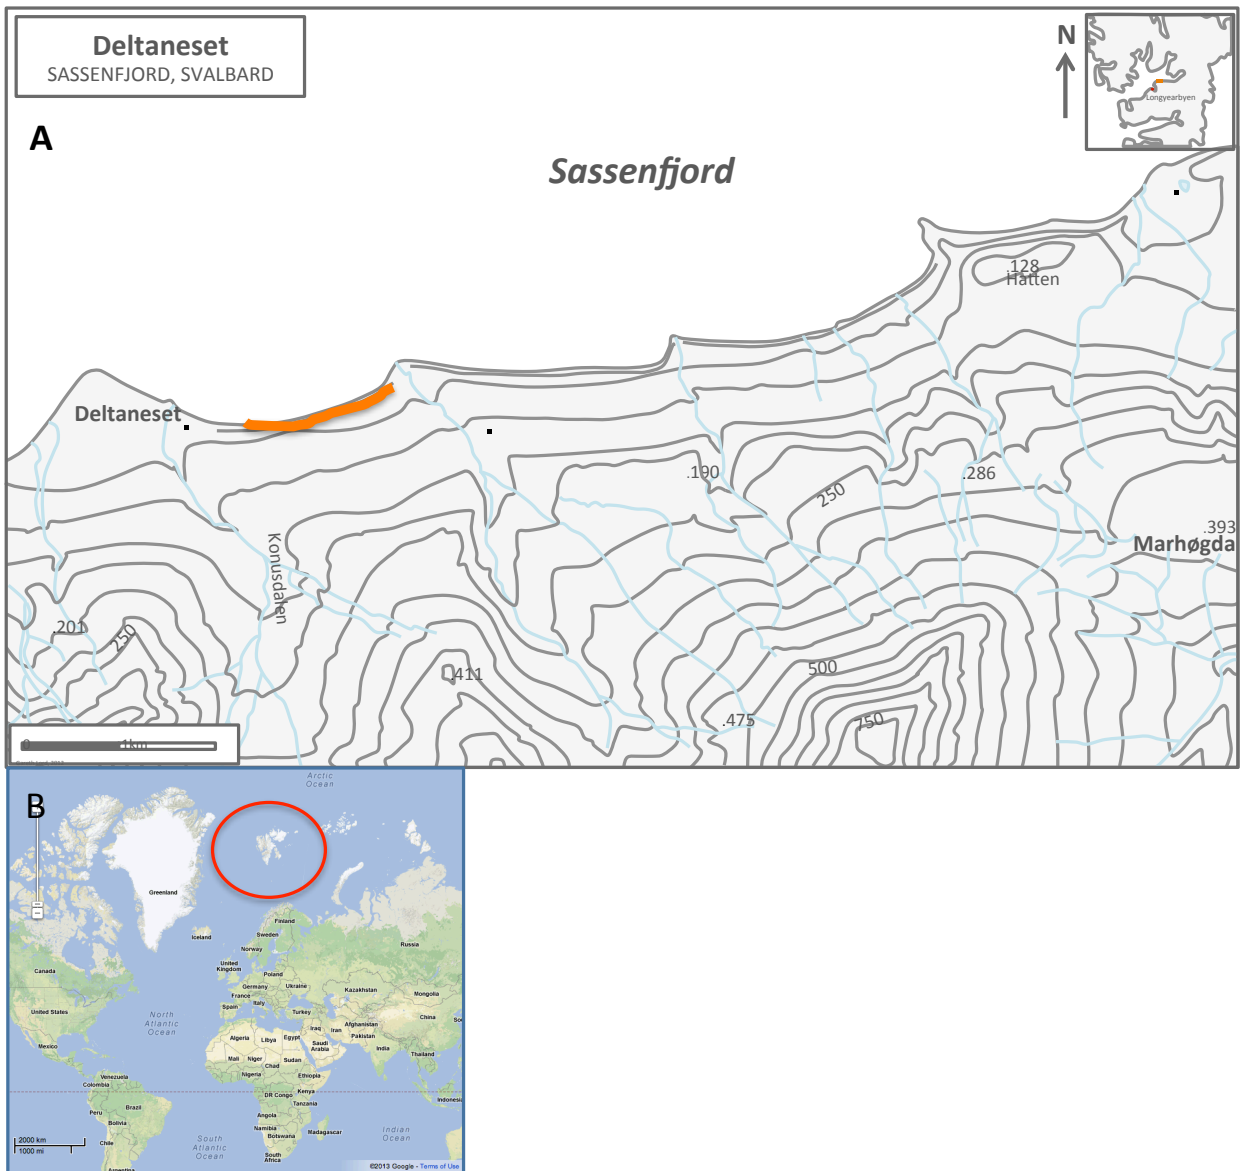 Deltaneset
SASSENFJORD, SVALBARD
N
Longyearbyen
A
Sassenfjord
.128
Hatten
Deltaneset
.190
250
.286
.393
Marhøgda
Konusdalen
.201
250
.411
500
.475
750
0
1km
B
Arctic
Ocean
Greenland
Iceland
Finland
Sweden
Norway
Russia
United
Kingdom
Poland
Germany
Ukraine
France
Italy
Spain
Turkey
Kazakhstan
Mongolia
China
Canada
United States
North
Atlantic
Ocean
Mexico
Algeria
Libya
Egypt
Iraq
Iran
Afghanistan
Pakistan
Saudi
Arabia
India
Thailand
Mali
Niger
Chad
Sudan
Nigeria
Ethiopia
Venezuela
Colombia
DR Congo
Kenya
Tanzania
Indonesi
Peru
Brazil
Bolivia
Angola
Namibia
Botswana
Madagascar
Chile
South
Atlantic
Ocean
Indian
Ocean
South
Africa
Argentina
2000 km
1000 mi
©2013 Google - Terms of Use